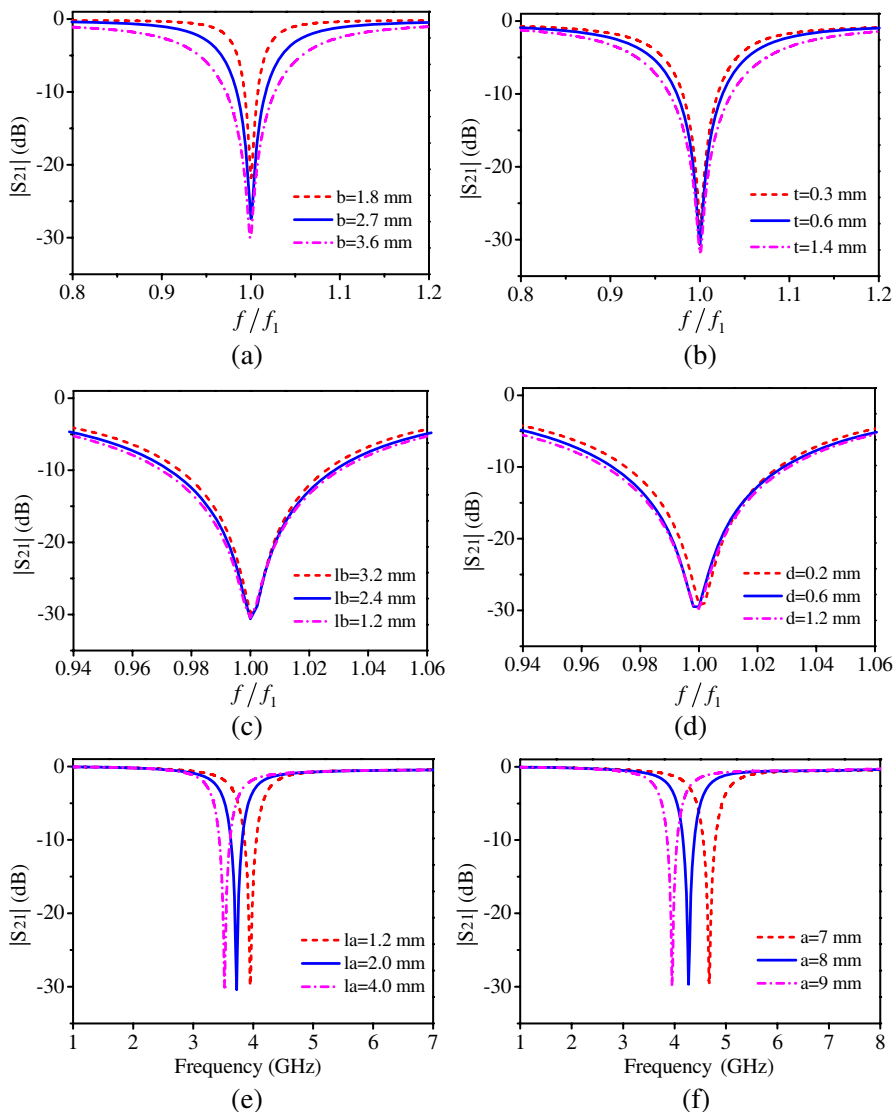 0
-10
-20
-30
|S21| (dB)
b=1.8 mm
b=2.7 mm
b=3.6 mm
0.8 0.9 1.0 1.1 1.2
f/f1
(a)
0
-10
-20
-30
|S21| (dB)
t=0.3 mm
t=0.6 mm
t=1.4 mm
0.8 0.9 1.0 1.1 1.2
f/f1
(b)
0
-10
-20
-30
|S21| (dB)
lb=3.2 mm
lb=2.4 mm
lb=1.2 mm
0.94 0.96 0.98 1.00 1.02 1.04 1.06
f/f1
(c)
0
-10
-20
-30
|S21| (dB)
d=0.2 mm
d=0.6 mm
d=1.2 mm
0.94 0.96 0.98 1.00 1.02 1.04 1.06
f/f1
(d)
0
-10
-20
-30
|S21| (dB)
la=1.2 mm
la=2.0 mm
la=4.0 mm
1 2 3 4 5 6 7
Frequency (GHz)
(e)
0
-10
-20
-30
|S21| (dB)
a=7 mm
a=8 mm
a=9 mm
1 2 3 4 5 6 7 8
Frequency (GHz)
(f)